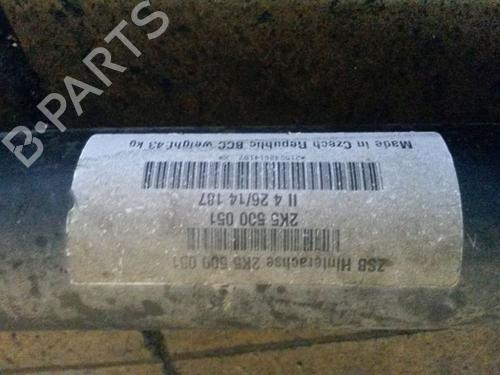 ZSB Hinterachse 2K5 500 051
2K5 500 051
II 4 26/14 187
Made in Czech Republic BCC weight 43 kg
B-PARTS